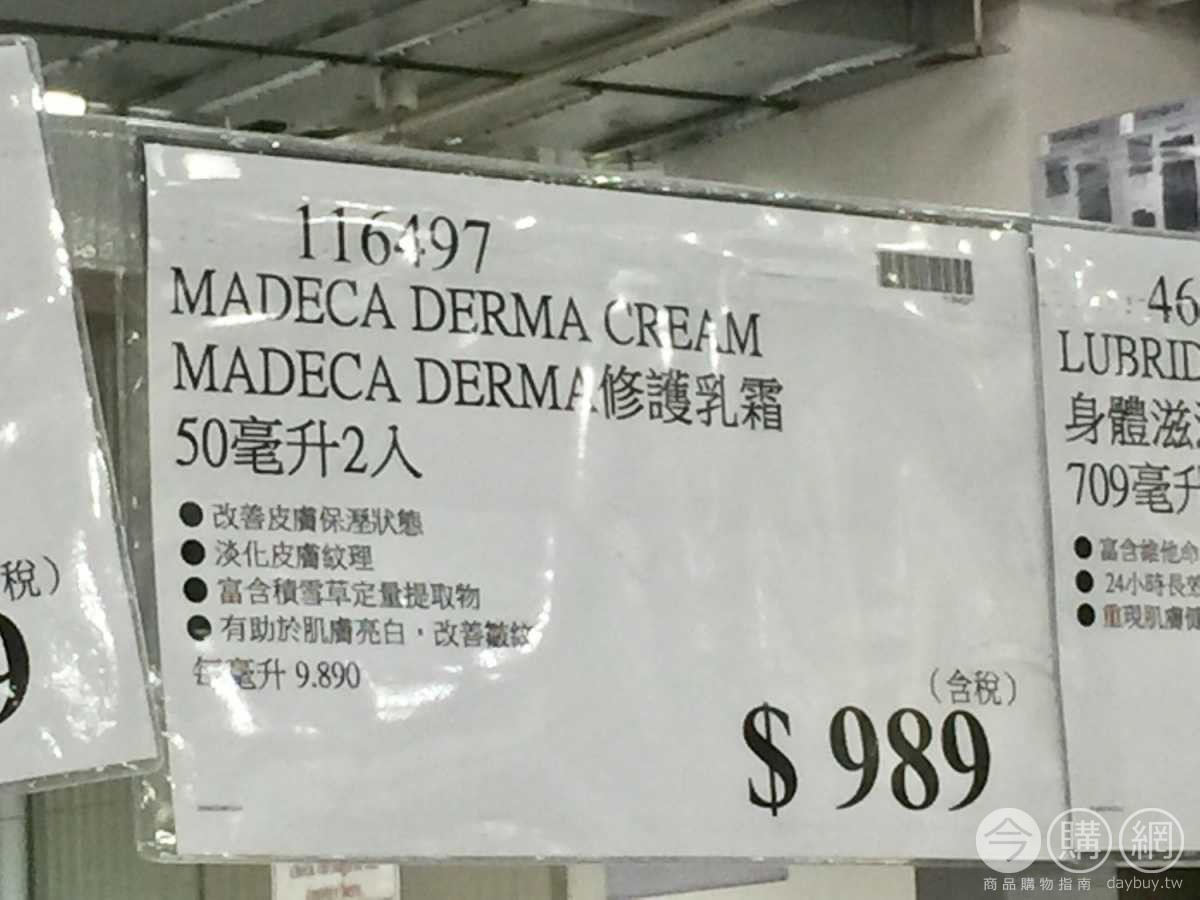 116497
MADECA DERMA CREAM
MADECA DERMA修護乳霜
50毫升2入
● 改善皮膚保溼狀態
● 淡化皮膚紋理
● 富含積雪草定量提取物
● 有助於肌膚亮白，改善皺紋
每毫升 9.890
(含稅)
$ 989
稅)
9
46
LUBRID
身體滋
709毫升
● 富含維他命
● 24小時長效
● 重現肌膚
今購網
商品購物指南 daybuy.tw